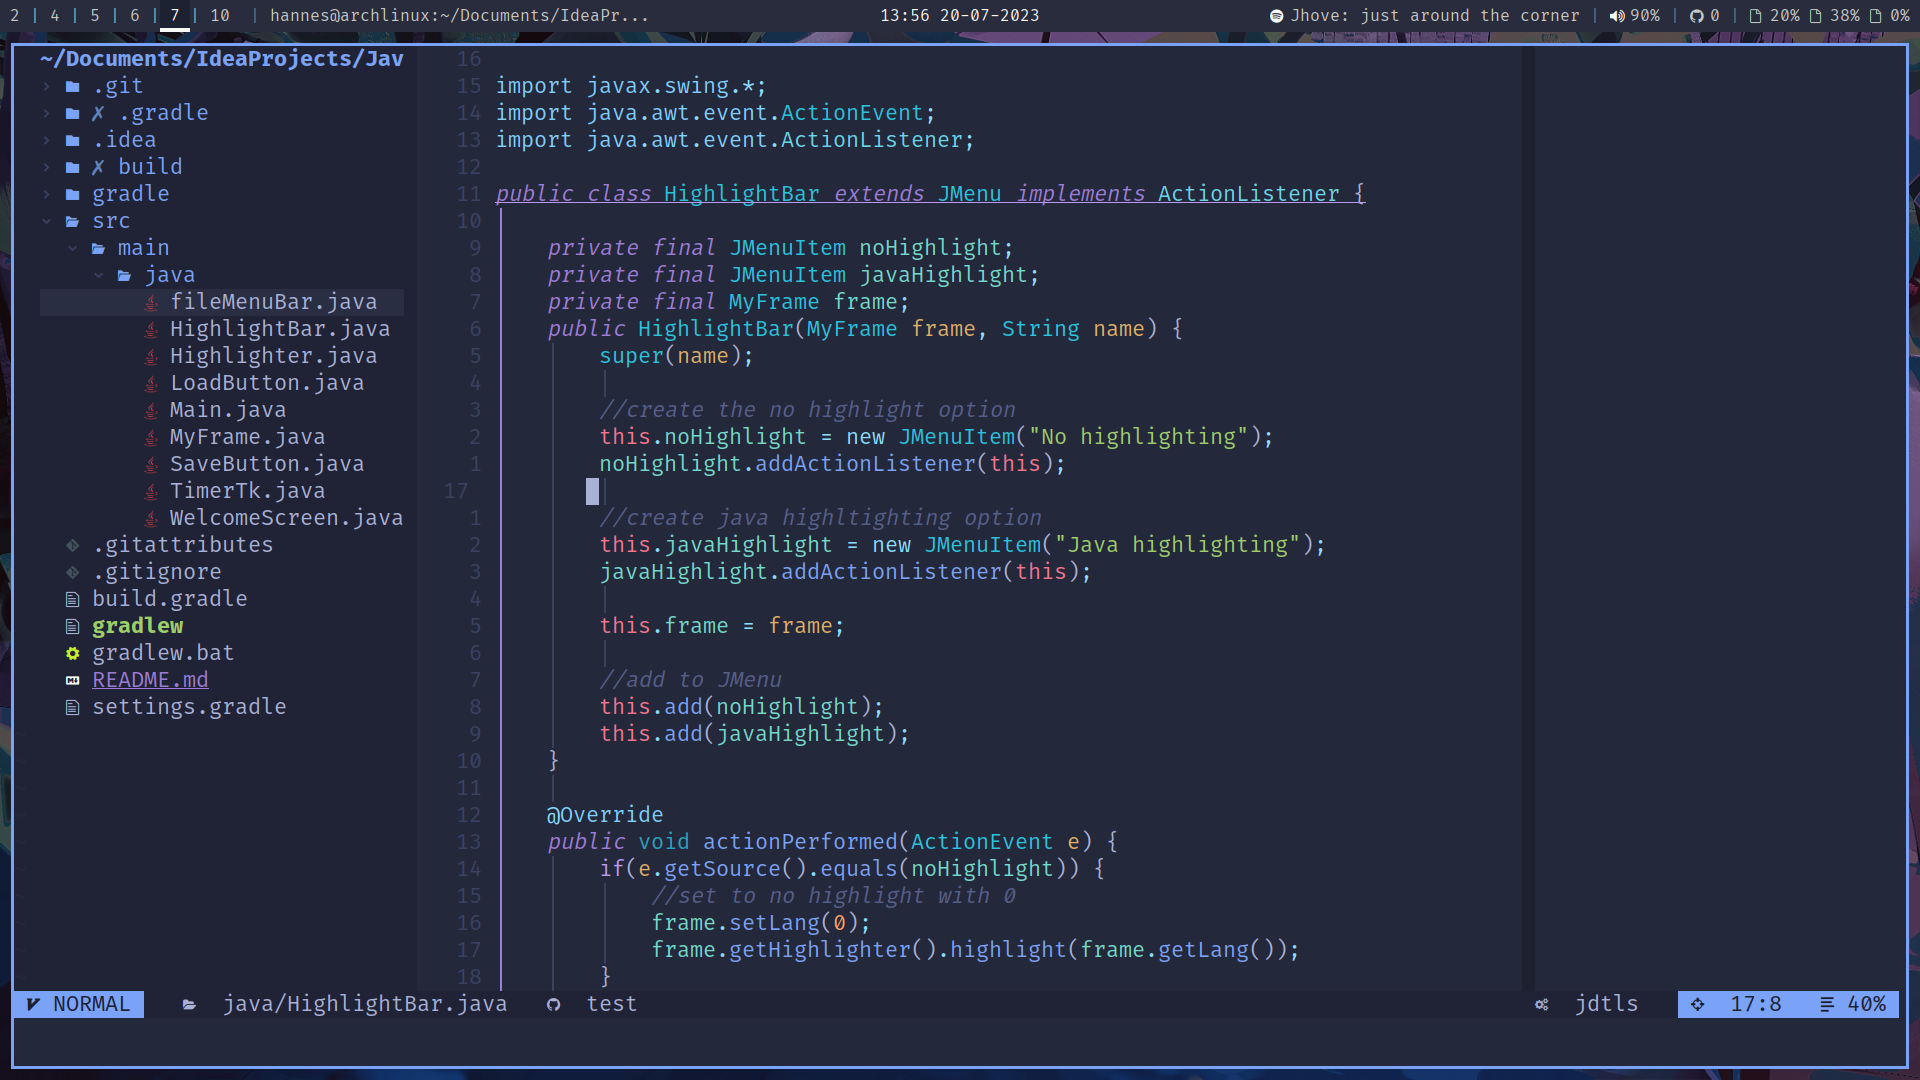 2 | 4 | 5 | 6 | 7 | 10 | hannes@archlinux:~/Documents/IdeaPr...
13:56 20-07-2023
Jhove: just around the corner | 90% | 0 | 20% 38% 0%
~/Documents/IdeaProjects/Jav
.git
✗ .gradle
.idea
✗ build
gradle
src
main
java
fileMenuBar.java
HighlightBar.java
Highlighter.java
LoadButton.java
Main.java
MyFrame.java
SaveButton.java
TimerTk.java
WelcomeScreen.java
.gitattributes
.gitignore
build.gradle
gradlew
gradlew.bat
README.md
settings.gradle
16
15 import javax.swing.*;
14 import java.awt.event.ActionEvent;
13 import java.awt.event.ActionListener;
12
11 public class HighlightBar extends JMenu implements ActionListener {
10
9 private final JMenuItem noHighlight;
8 private final JMenuItem javaHighlight;
7 private final MyFrame frame;
6 public HighlightBar(MyFrame frame, String name) {
5 super(name);
4
3 //create the no highlight option
2 this.noHighlight = new JMenuItem("No highlighting");
1 noHighlight.addActionListener(this);
17
1 //create java highltighting option
2 this.javaHighlight = new JMenuItem("Java highlighting");
3 javaHighlight.addActionListener(this);
4
5 this.frame = frame;
6
7 //add to JMenu
8 this.add(noHighlight);
9 this.add(javaHighlight);
10 }
11
12 @Override
13 public void actionPerformed(ActionEvent e) {
14 if(e.getSource().equals(noHighlight)) {
15 //set to no highlight with 0
16 frame.setLang(0);
17 frame.getHighlighter().highlight(frame.getLang());
18 }
NORMAL java/HighlightBar.java test jdtls 17:8 40%